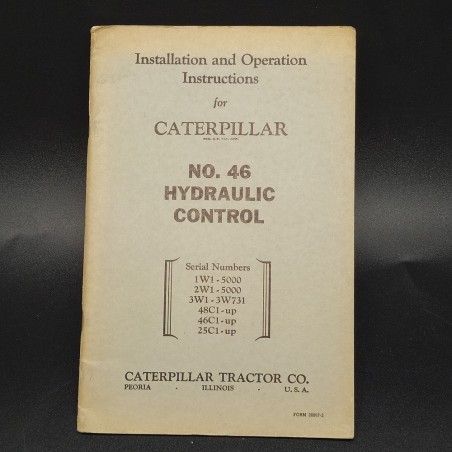 Installation and Operation
Instructions
for
CATERPILLAR
NO. 46
HYDRAULIC
CONTROL
Serial Numbers
1W1-5000
2W1-5000
3W1-3W731
48C1-up
46C1-up
25C1-up
CATERPILLAR TRACTOR CO.
PEORIA - ILLINOIS - U. S. A.
FORM